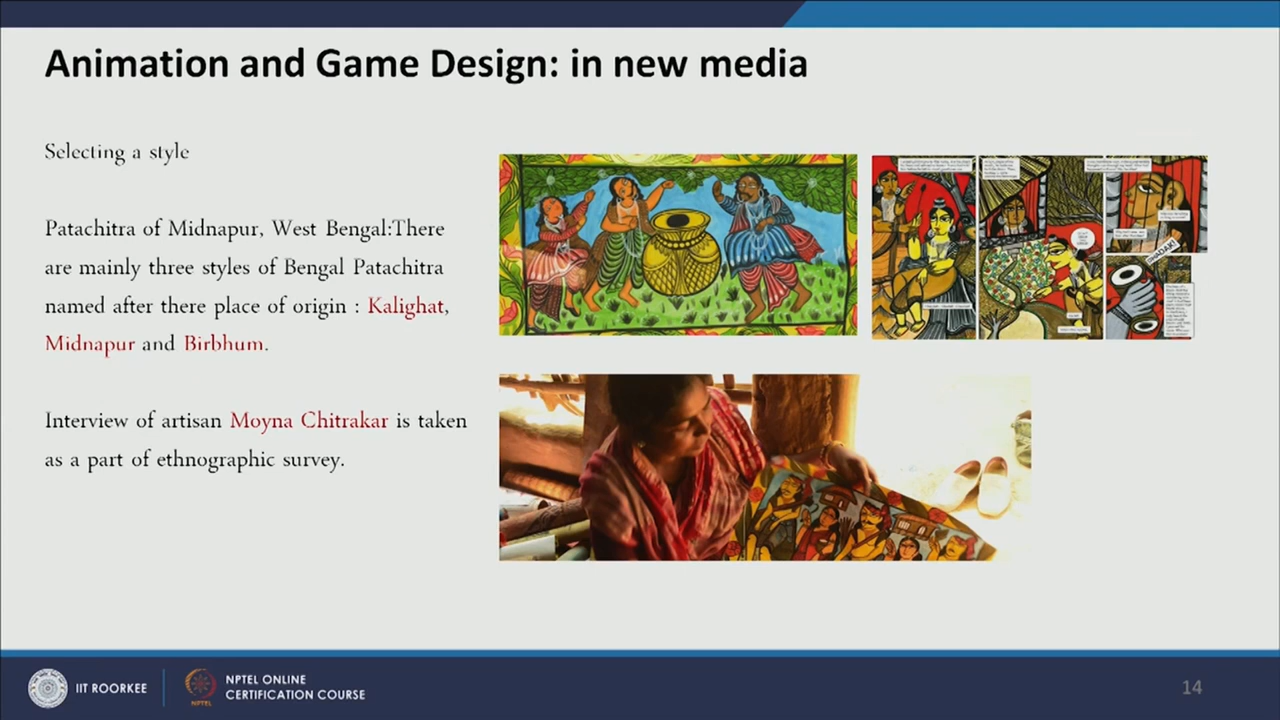 Animation and Game Design: in new media
Selecting a style
Patachitra of Midnapur, West Bengal:There
are mainly three styles of Bengal Patachitra
named after there place of origin : Kalighat,
Midnapur and Birbhum.
Interview of artisan Moyna Chitrakar is taken
as a part of ethnographic survey.
IIT ROORKEE
NPTEL
NPTEL ONLINE
CERTIFICATION COURSE
14